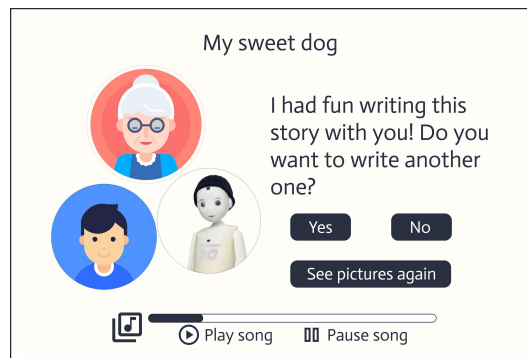 My sweet dog
I had fun writing this
story with you! Do you
want to write another
one?
Yes
No
See pictures again
Play song
Pause song